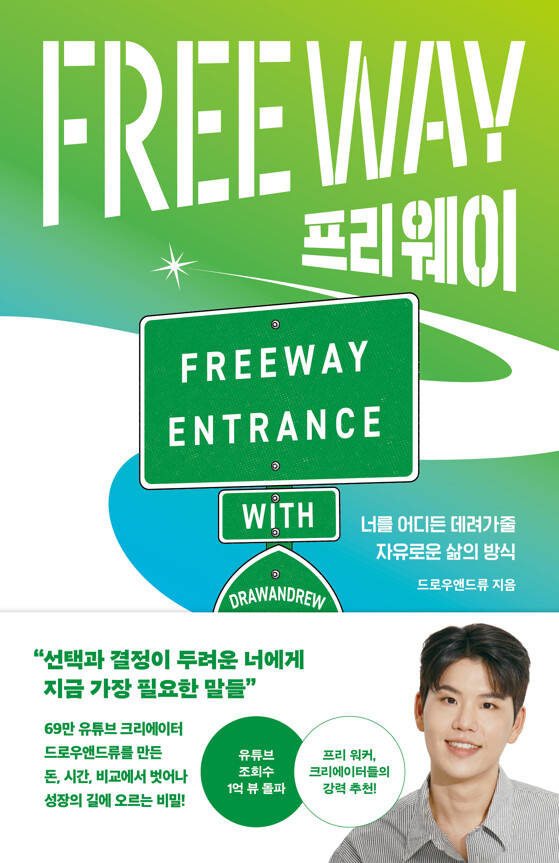 FREE WAY
프리웨이
FREEWAY
ENTRANCE
WITH
DRAWANDREW
너를 어디든 데려가줄
자유로운 삶의 방식
드로우앤드류 지음
“선택과 결정이 두려운 너에게
지금 가장 필요한 말들”
69만 유튜브 크리에이터
드로우앤드류를 만든
돈, 시간, 비교에서 벗어나
성장의 길에 오르는 비밀!
유튜브
조회수
1억 뷰 돌파
프리 워커,
크리에이터들의
강력 추천!